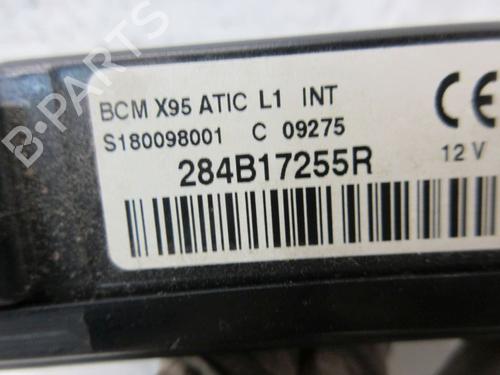 BCM X95 ATIC L1 INT
S180098001 C 09275
284B17255R
CE
12 V
B-PARTS